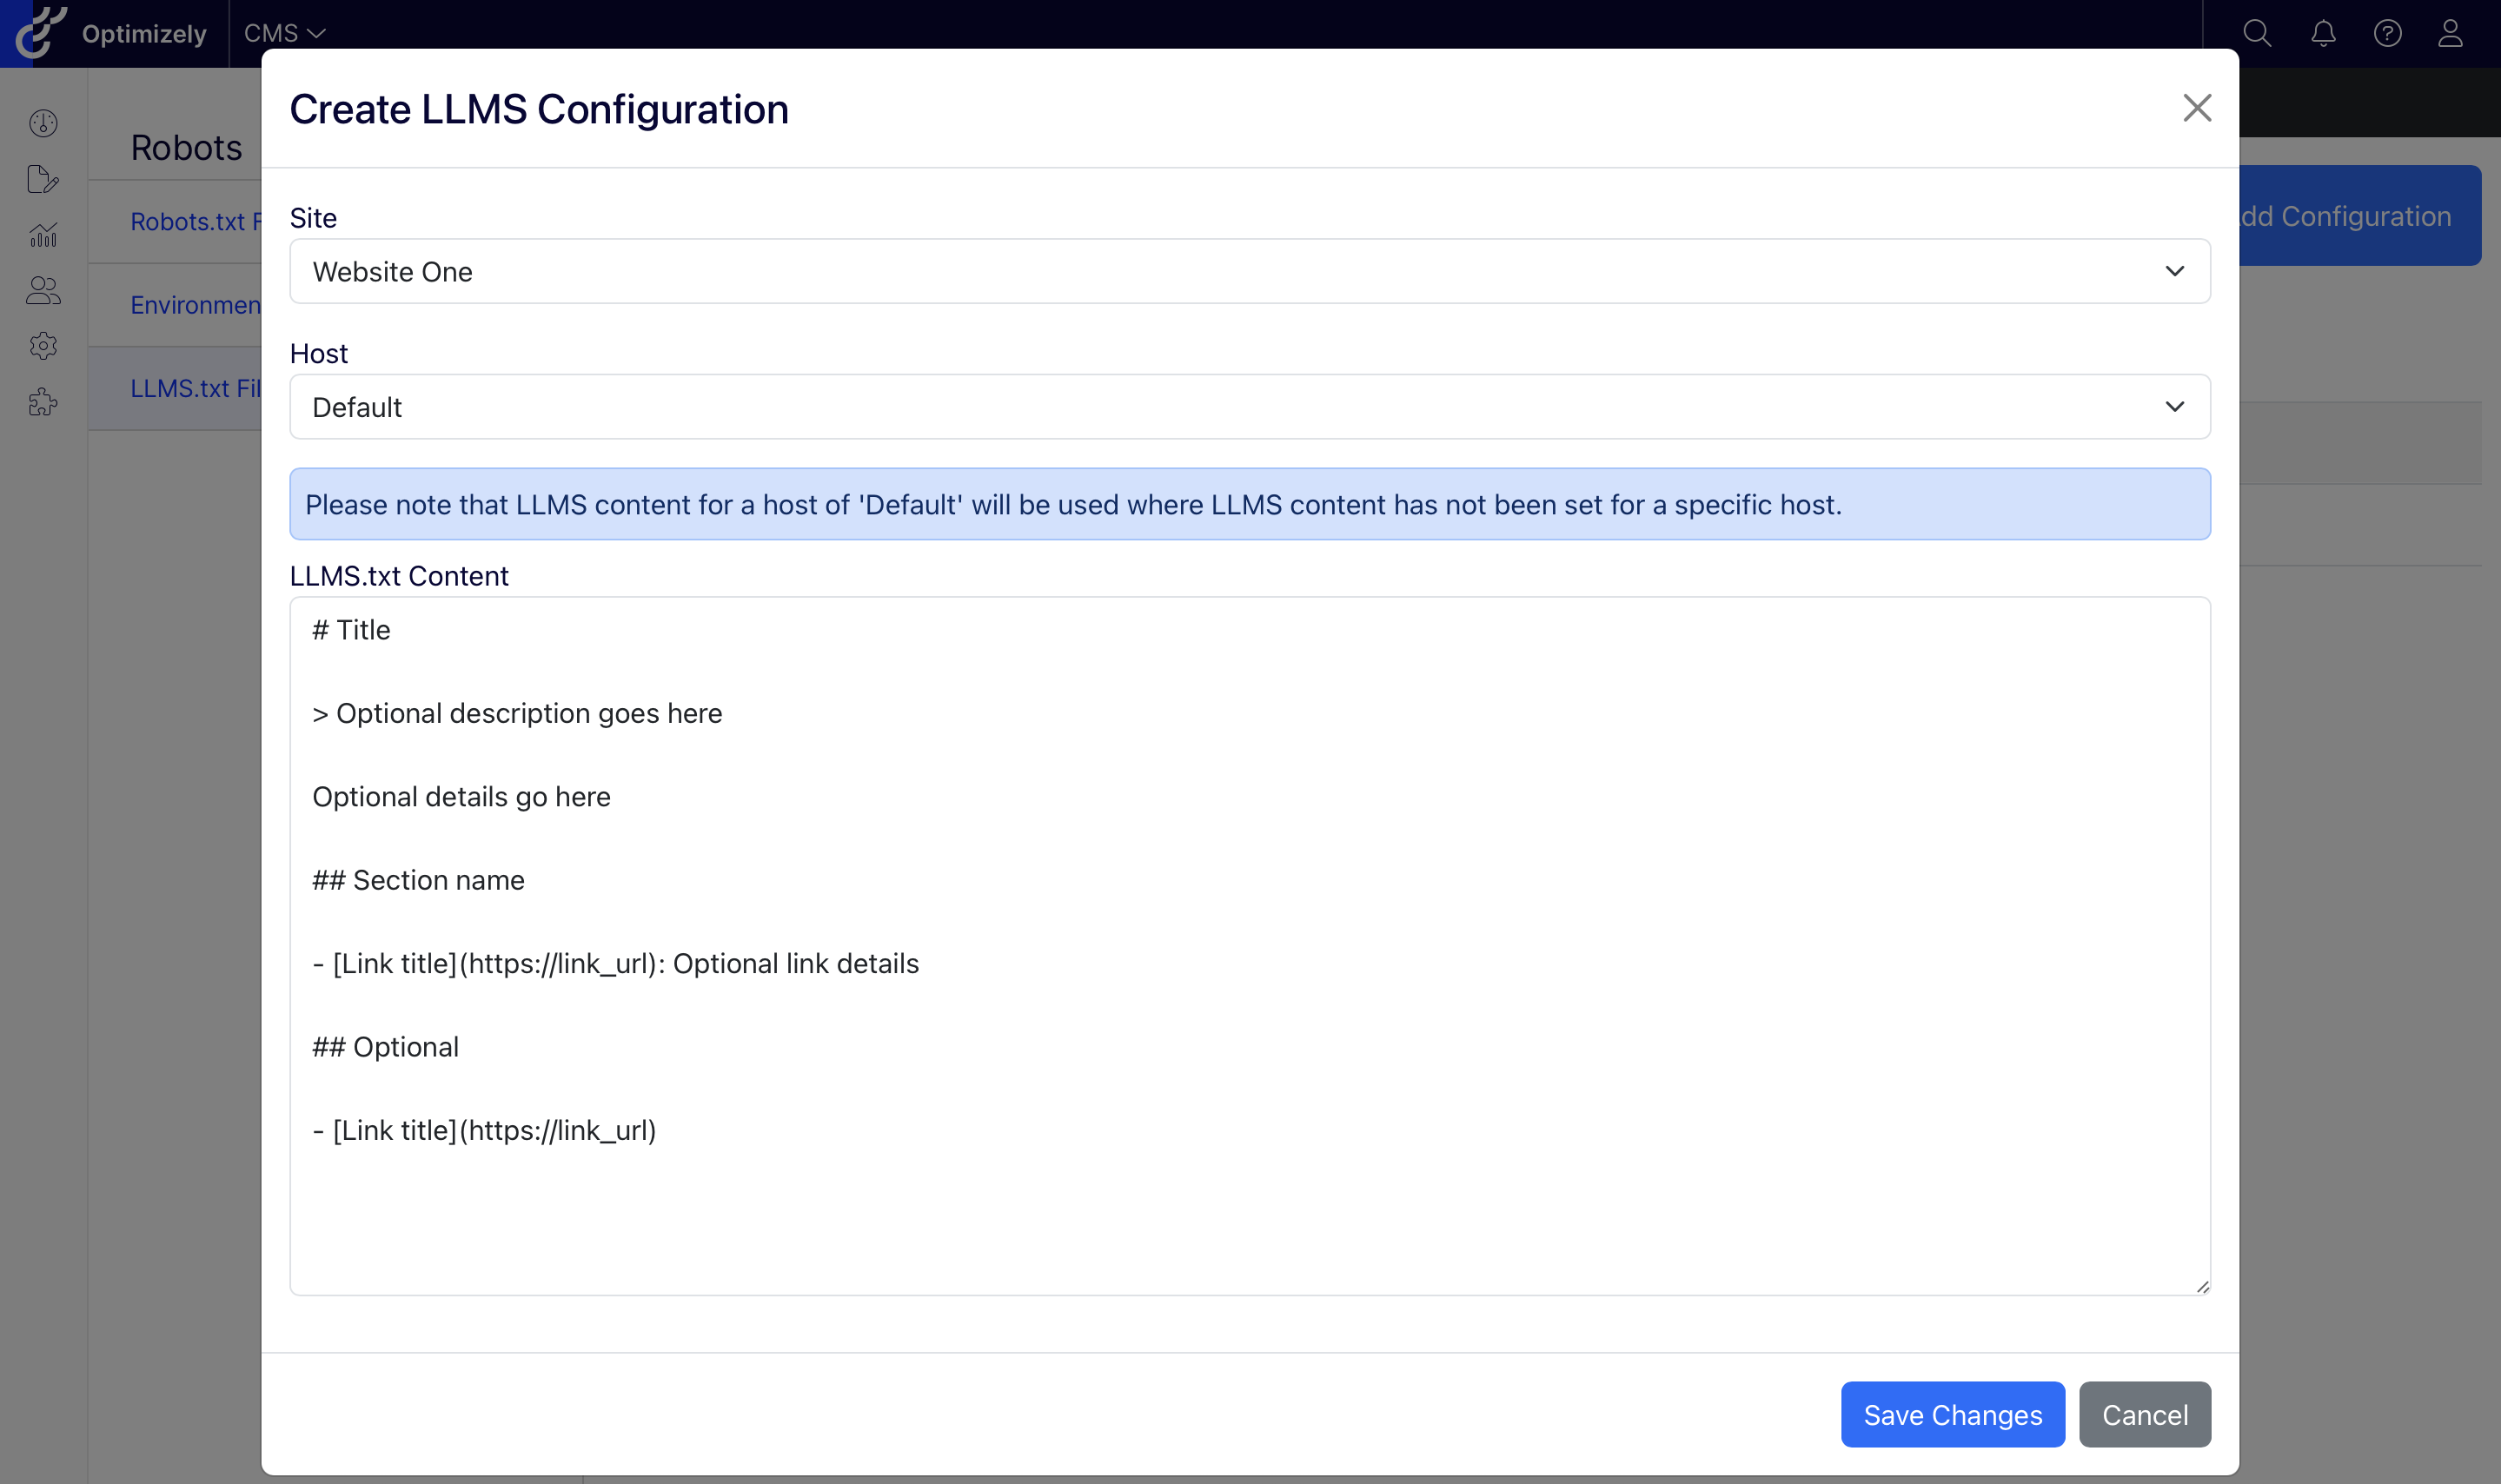 Optimizely
CMS
Create LLMS Configuration
Robots
Robots.txt
Site
Website One
Host
Default
LLMS.txt
Configuration
Please note that LLMS content for a host of 'Default' will be used where LLMS content has not been set for a specific host.
LLMS.txt Content
# Title
> Optional description goes here
Optional details go here
## Section name
- [Link title](https://link_url): Optional link details
## Optional
- [Link title](https://link_url)
Save Changes
Cancel